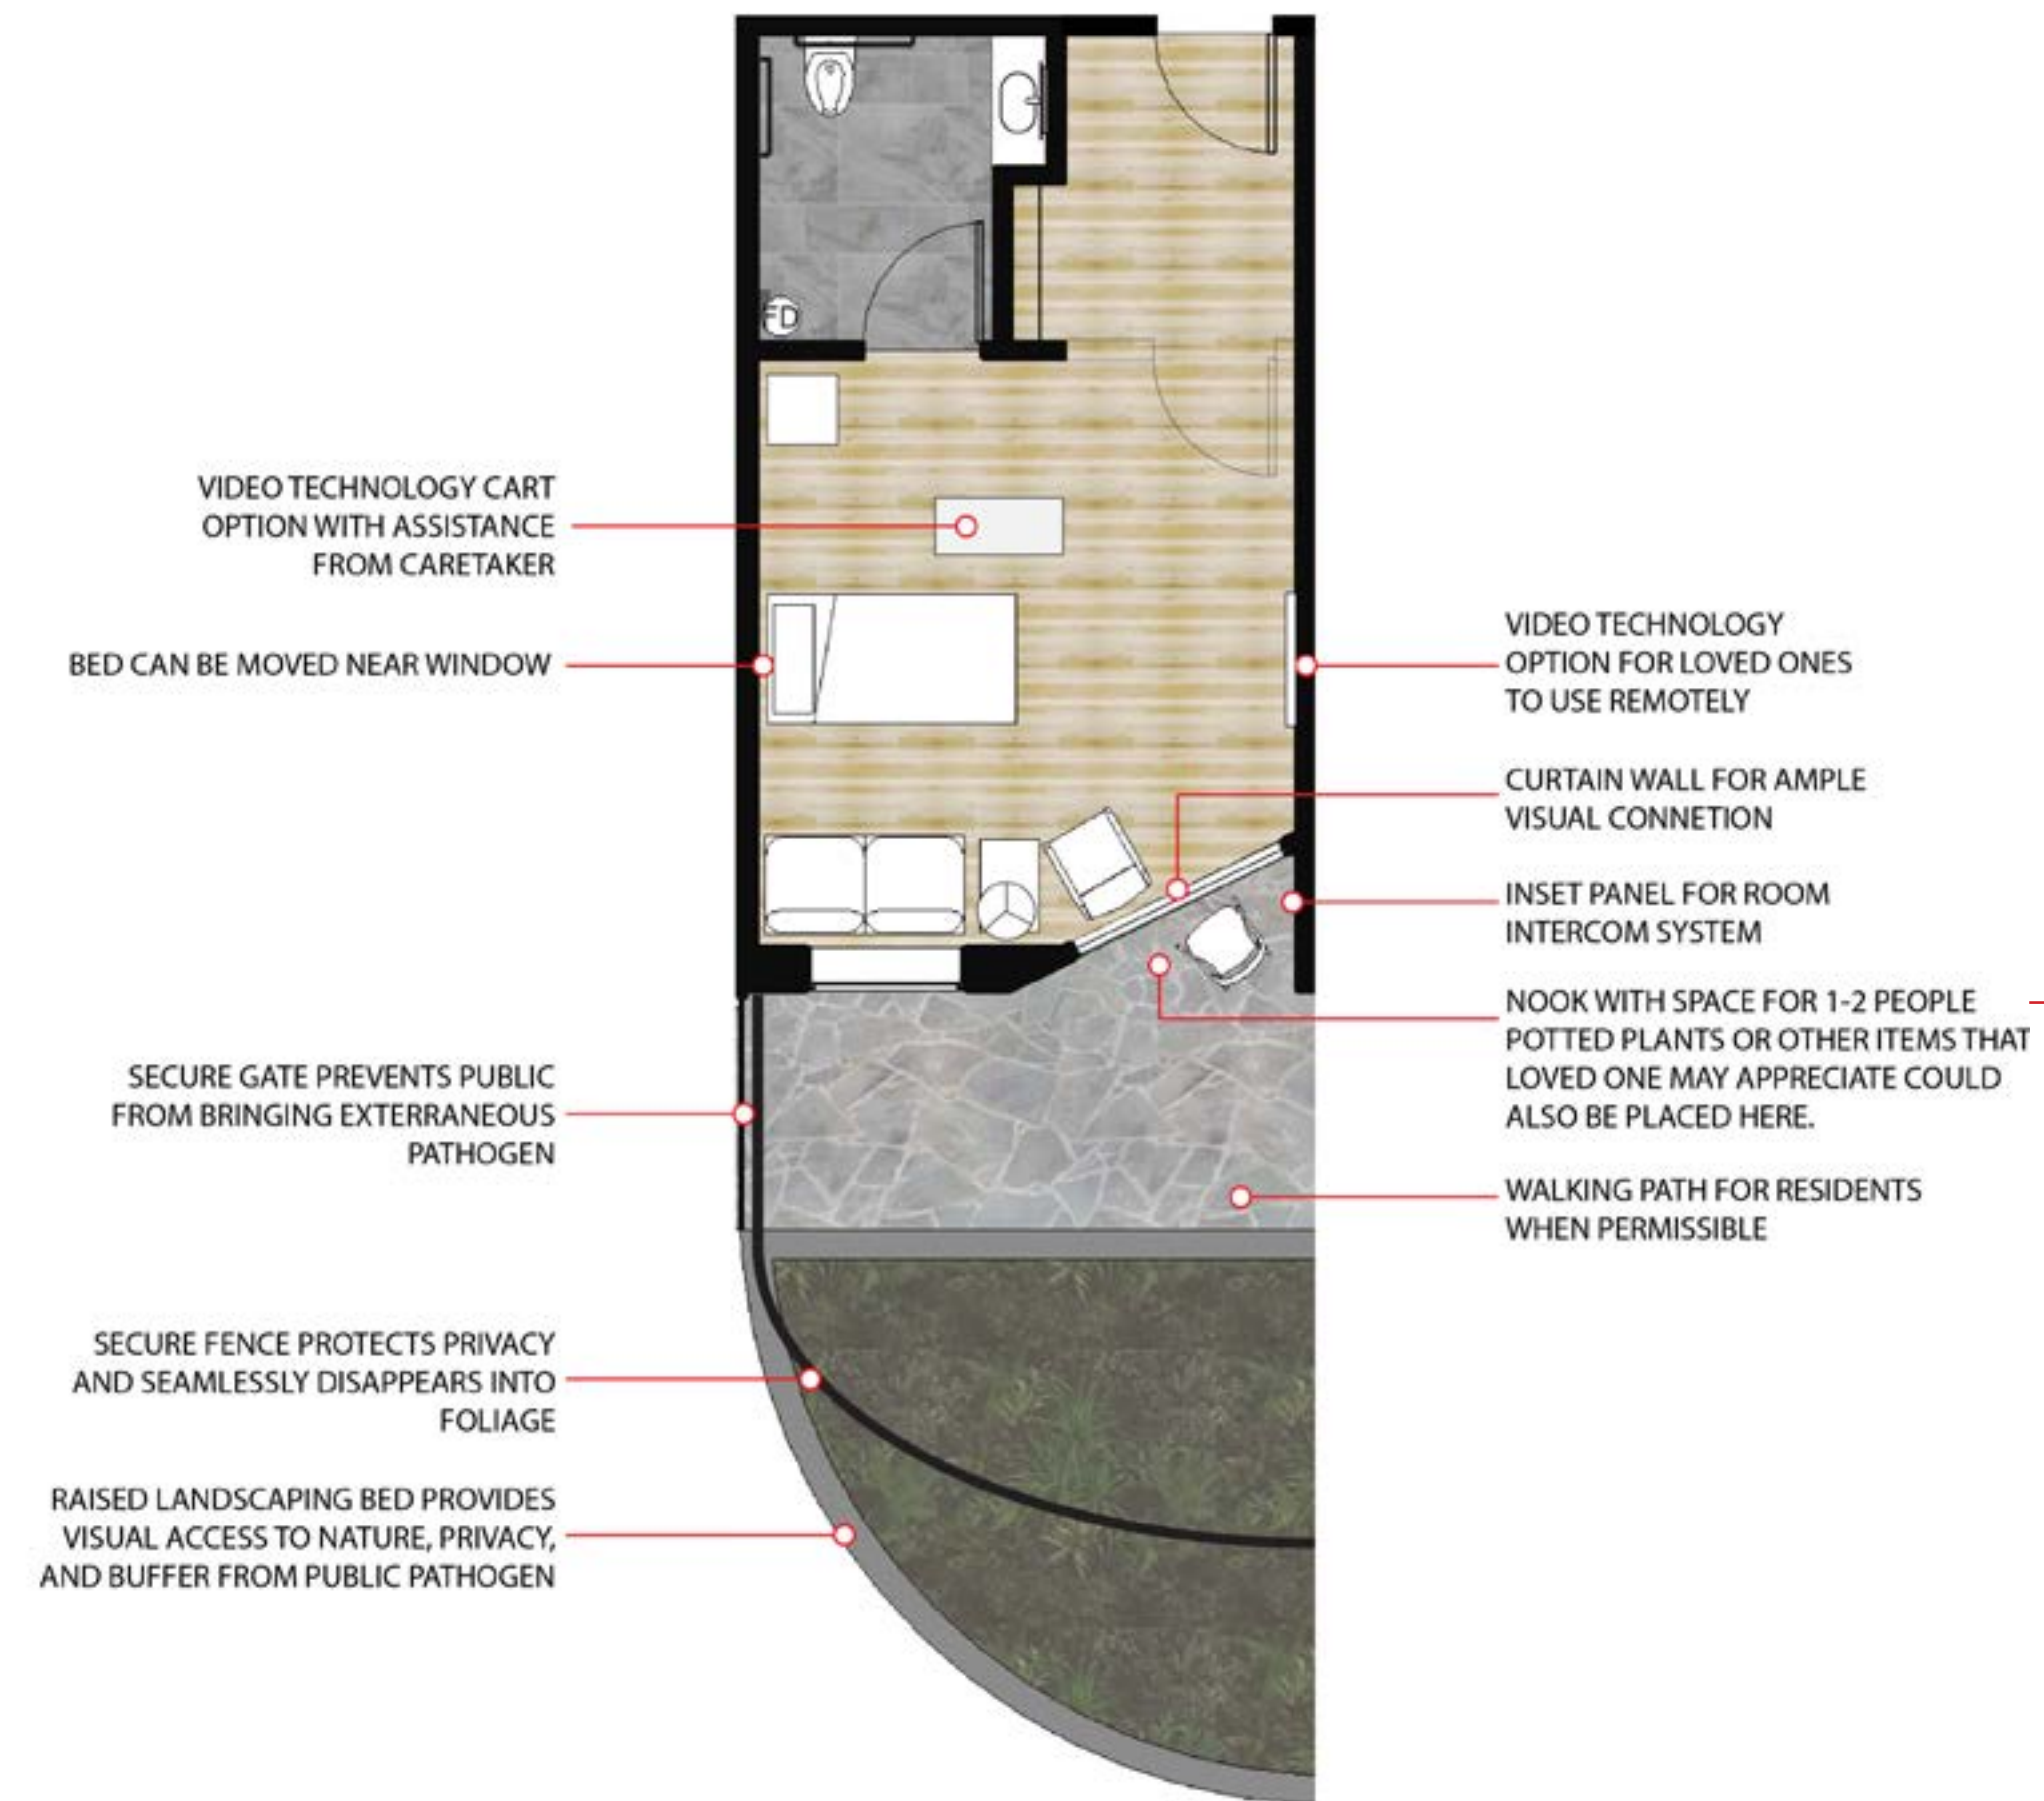 FD
VIDEO TECHNOLOGY CART
OPTION WITH ASSISTANCE
FROM CARETAKER
BED CAN BE MOVED NEAR WINDOW
SECURE GATE PREVENTS PUBLIC
FROM BRINGING EXTERRANEOUS
PATHOGEN
SECURE FENCE PROTECTS PRIVACY
AND SEAMLESSLY DISAPPEARS INTO
FOLIAGE
RAISED LANDSCAPING BED PROVIDES
VISUAL ACCESS TO NATURE, PRIVACY,
AND BUFFER FROM PUBLIC PATHOGEN
VIDEO TECHNOLOGY
OPTION FOR LOVED ONES
TO USE REMOTELY
CURTAIN WALL FOR AMPLE
VISUAL CONNETION
INSET PANEL FOR ROOM
INTERCOM SYSTEM
NOOK WITH SPACE FOR 1-2 PEOPLE
POTTED PLANTS OR OTHER ITEMS THAT
LOVED ONE MAY APPRECIATE COULD
ALSO BE PLACED HERE.
WALKING PATH FOR RESIDENTS
WHEN PERMISSIBLE